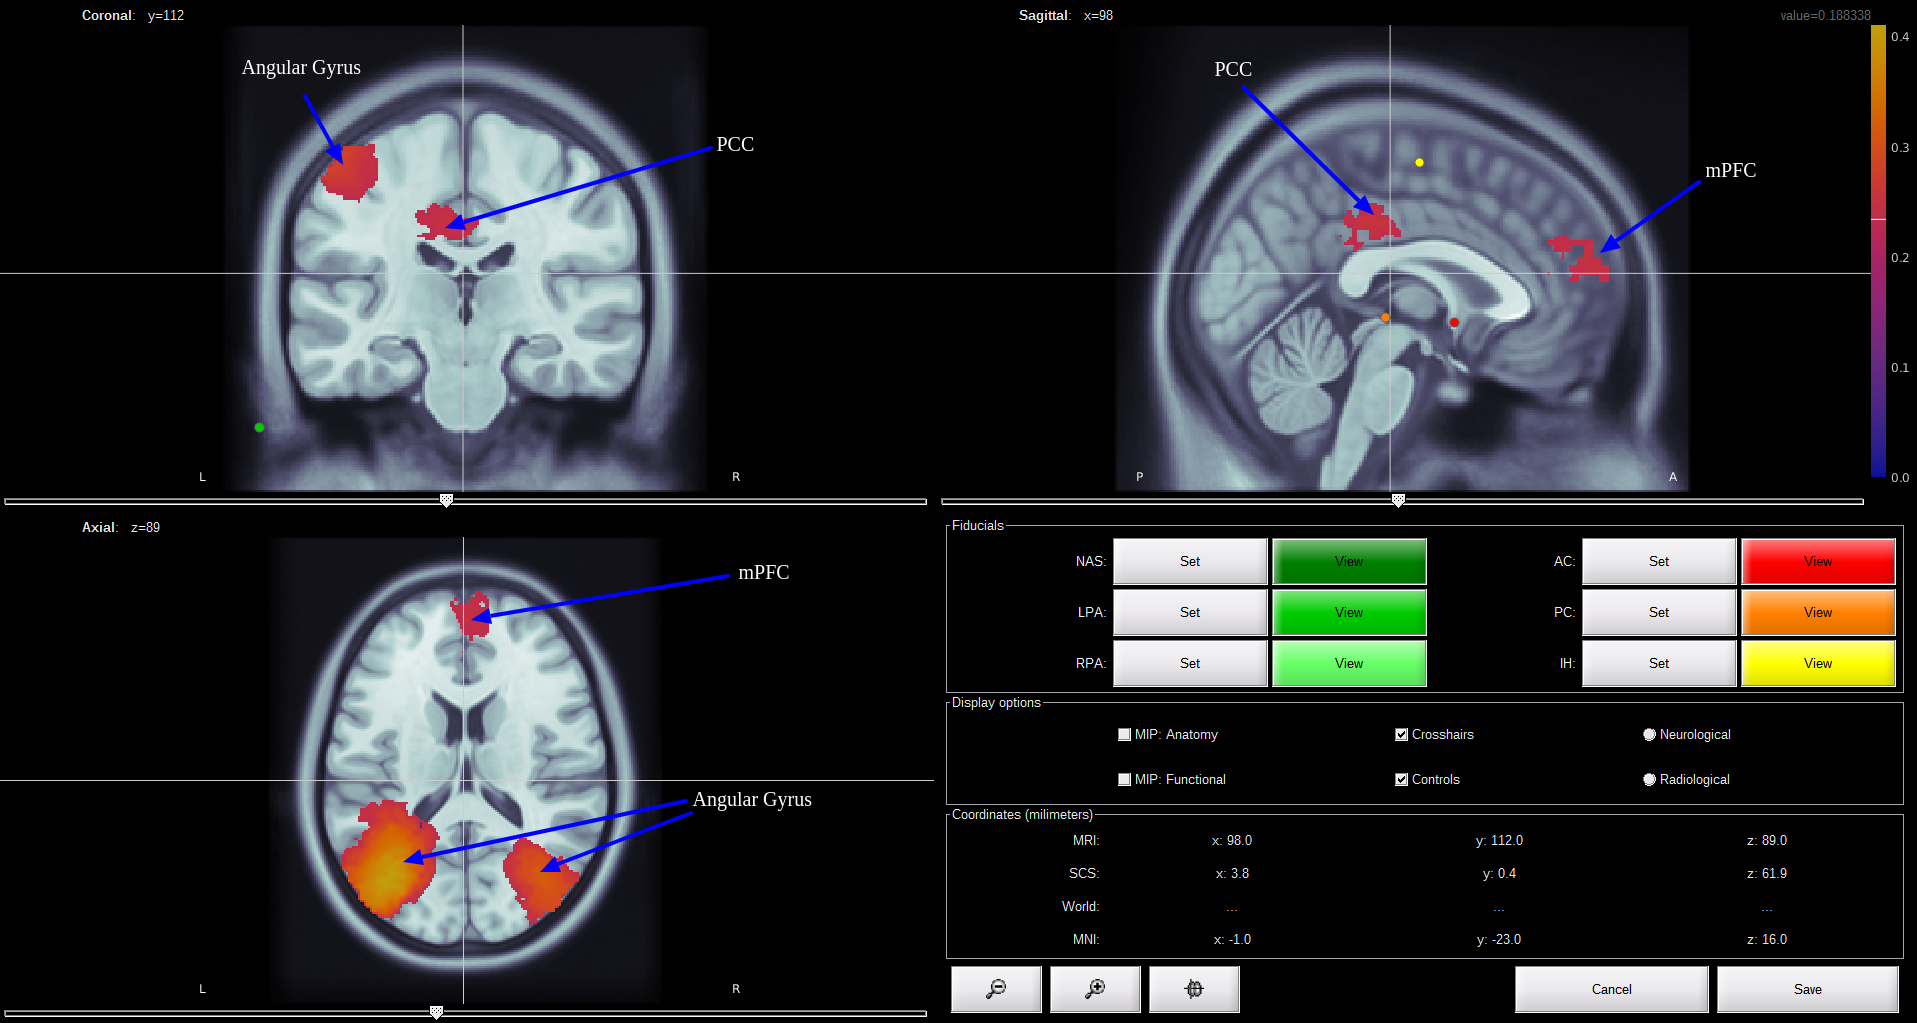 Coronal: y=112
Sagittal: x=98
value=0.188338
0.4
Angular Gyrus
PCC
PCC
mPFC
0.3
0.2
0.1
0.0
L
R
P
A
Axial: z=89
mPFC
Angular Gyrus
L
R
Fiducials
NAS: Set View AC: Set View
LPA: Set View PC: Set View
RPA: Set View IH: Set View
Display options
MIP: Anatomy Crosshairs Neurological
MIP: Functional Controls Radiological
Coordinates (milimeters)
MRI: x: 98.0 y: 112.0 z: 89.0
SCS: x: 3.8 y: 0.4 z: 61.9
World: ... ... ...
MNI: x: -1.0 y: -23.0 z: 16.0
Cancel Save